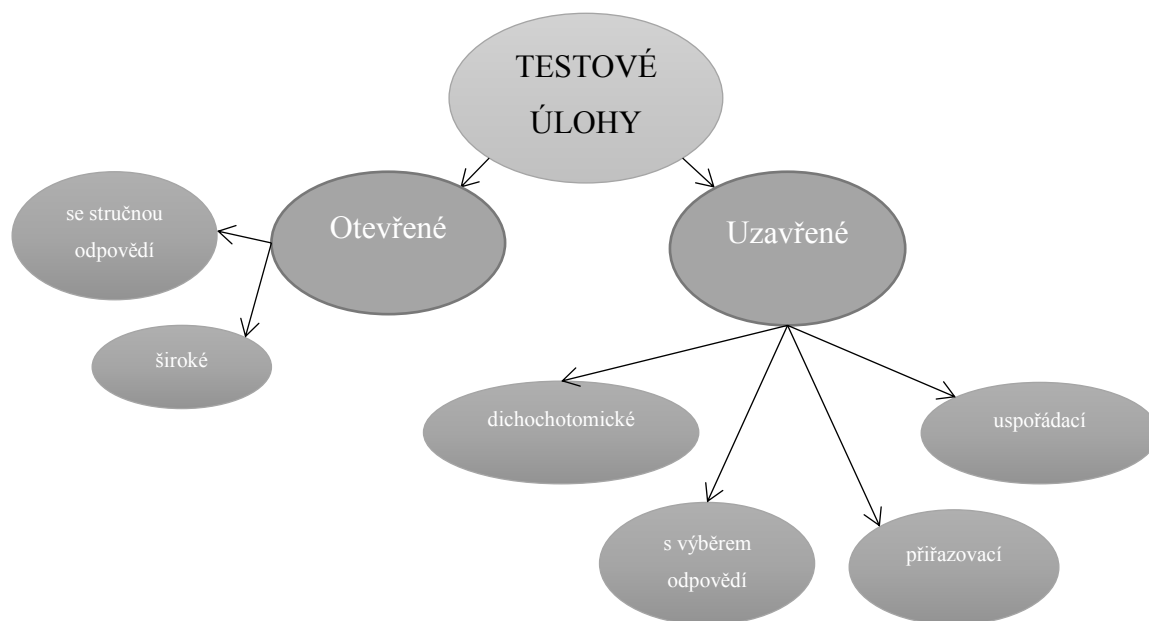 TESTOVÉ
ÚLOHY
Otevřené
Uzavřené
se stručnou
odpovědí
široké
dichochotomické
uspořádací
s výběrem
odpovědí
přiřazovací